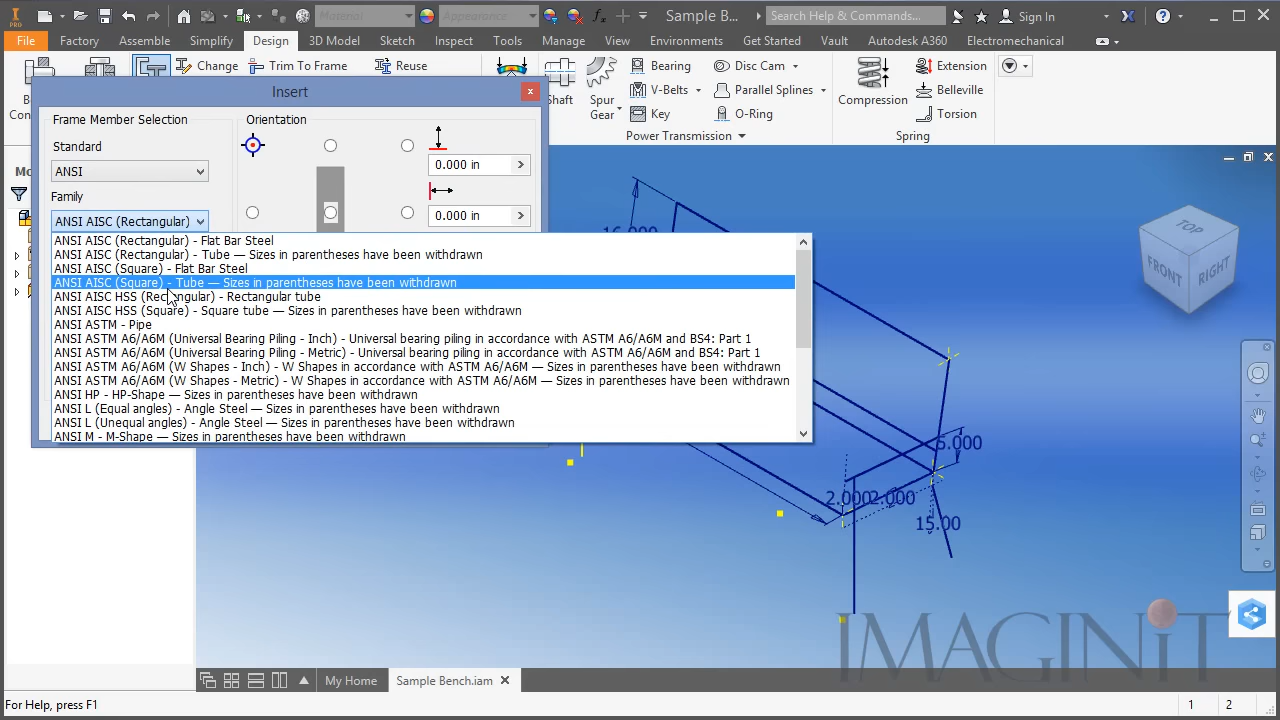 PRO
Material
Appearance
Sample B...
Search Help & Commands...
Sign In
File
Factory
Assemble
Simplify
Design
3D Model
Sketch
Inspect
Tools
Manage
View
Environments
Get Started
Vault
Autodesk A360
Electromechanical
Change
Trim To Frame
Reuse
Bearing
Disc Cam
Extension
V-Belts
Parallel Splines
Belleville
Shaft
Spur
Gear
Key
O-Ring
Compression
Torsion
Power Transmission
Spring
Insert
Frame Member Selection
Orientation
Standard
ANSI
0.000 in
Family
ANSI AISC (Rectangular)
0.000 in
ANSI AISC (Rectangular) - Flat Bar Steel
ANSI AISC (Rectangular) - Tube — Sizes in parentheses have been withdrawn
ANSI AISC (Square) - Flat Bar Steel
ANSI AISC (Square) - Tube — Sizes in parentheses have been withdrawn
ANSI AISC HSS (Rectangular) - Rectangular tube
ANSI AISC HSS (Square) - Square tube — Sizes in parentheses have been withdrawn
ANSI ASTM - Pipe
ANSI ASTM A6/A6M (Universal Bearing Piling - Inch) - Universal bearing piling in accordance with ASTM A6/A6M and BS4: Part 1
ANSI ASTM A6/A6M (Universal Bearing Piling - Metric) - Universal bearing piling in accordance with ASTM A6/A6M and BS4: Part 1
ANSI ASTM A6/A6M (W Shapes - Inch) - W Shapes in accordance with ASTM A6/A6M — Sizes in parentheses have been withdrawn
ANSI ASTM A6/A6M (W Shapes - Metric) - W Shapes in accordance with ASTM A6/A6M — Sizes in parentheses have been withdrawn
ANSI HP - HP-Shape — Sizes in parentheses have been withdrawn
ANSI L (Equal angles) - Angle Steel — Sizes in parentheses have been withdrawn
ANSI L (Unequal angles) - Angle Steel — Sizes in parentheses have been withdrawn
ANSI M - M-Shape — Sizes in parentheses have been withdrawn
TOP
FRONT
RIGHT
5.000
2.000
2.000
15.00
IMAGINiT
My Home
Sample Bench.iam
For Help, press F1
1
2